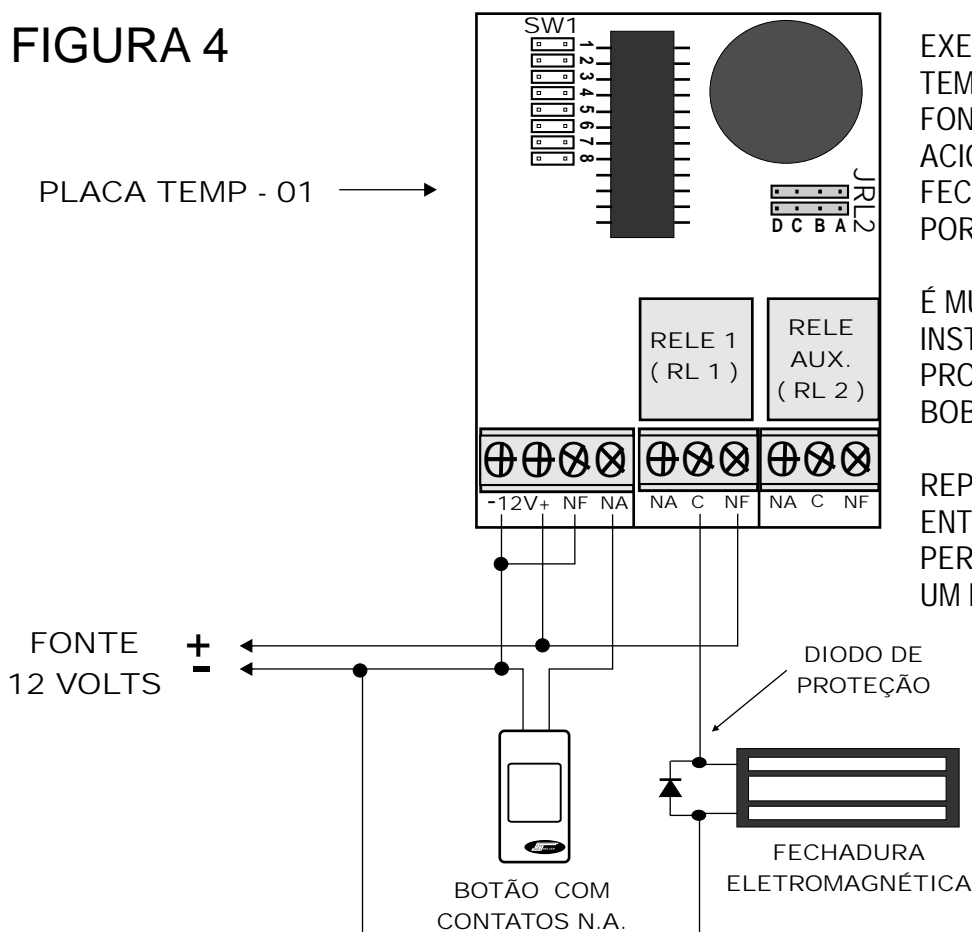 FIGURA 4
SW1
1
2
3
4
5
6
7
8
PLACA TEMP - 01
JRL2
D C B A
RELE 1
( RL 1 )
RELE
AUX.
( RL 2 )
-12V+ NF NA NA C NF NA C NF
FONTE + 
12 VOLTS -
DIODO DE
PROTEÇÃO
BOTÃO COM
CONTATOS N.A.
FECHADURA
ELETROMAGNÉTICA
EXE
TEM
FON
ACIO
FEC
POR
É MU
INST
PRO
BOB
REP
ENT
PER